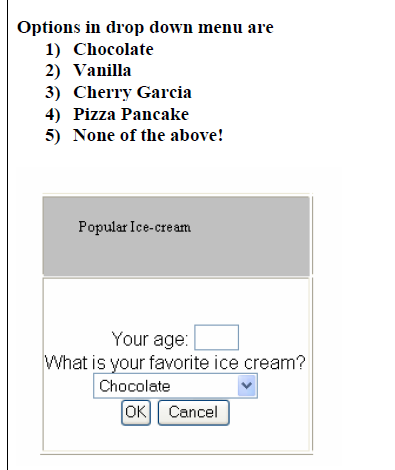 Options in drop down menu are
1) Chocolate
2) Vanilla
3) Cherry Garcia
4) Pizza Pancake
5) None of the above!
Popular Ice-cream
Your age:
What is your favorite ice cream?
Chocolate
OK Cancel